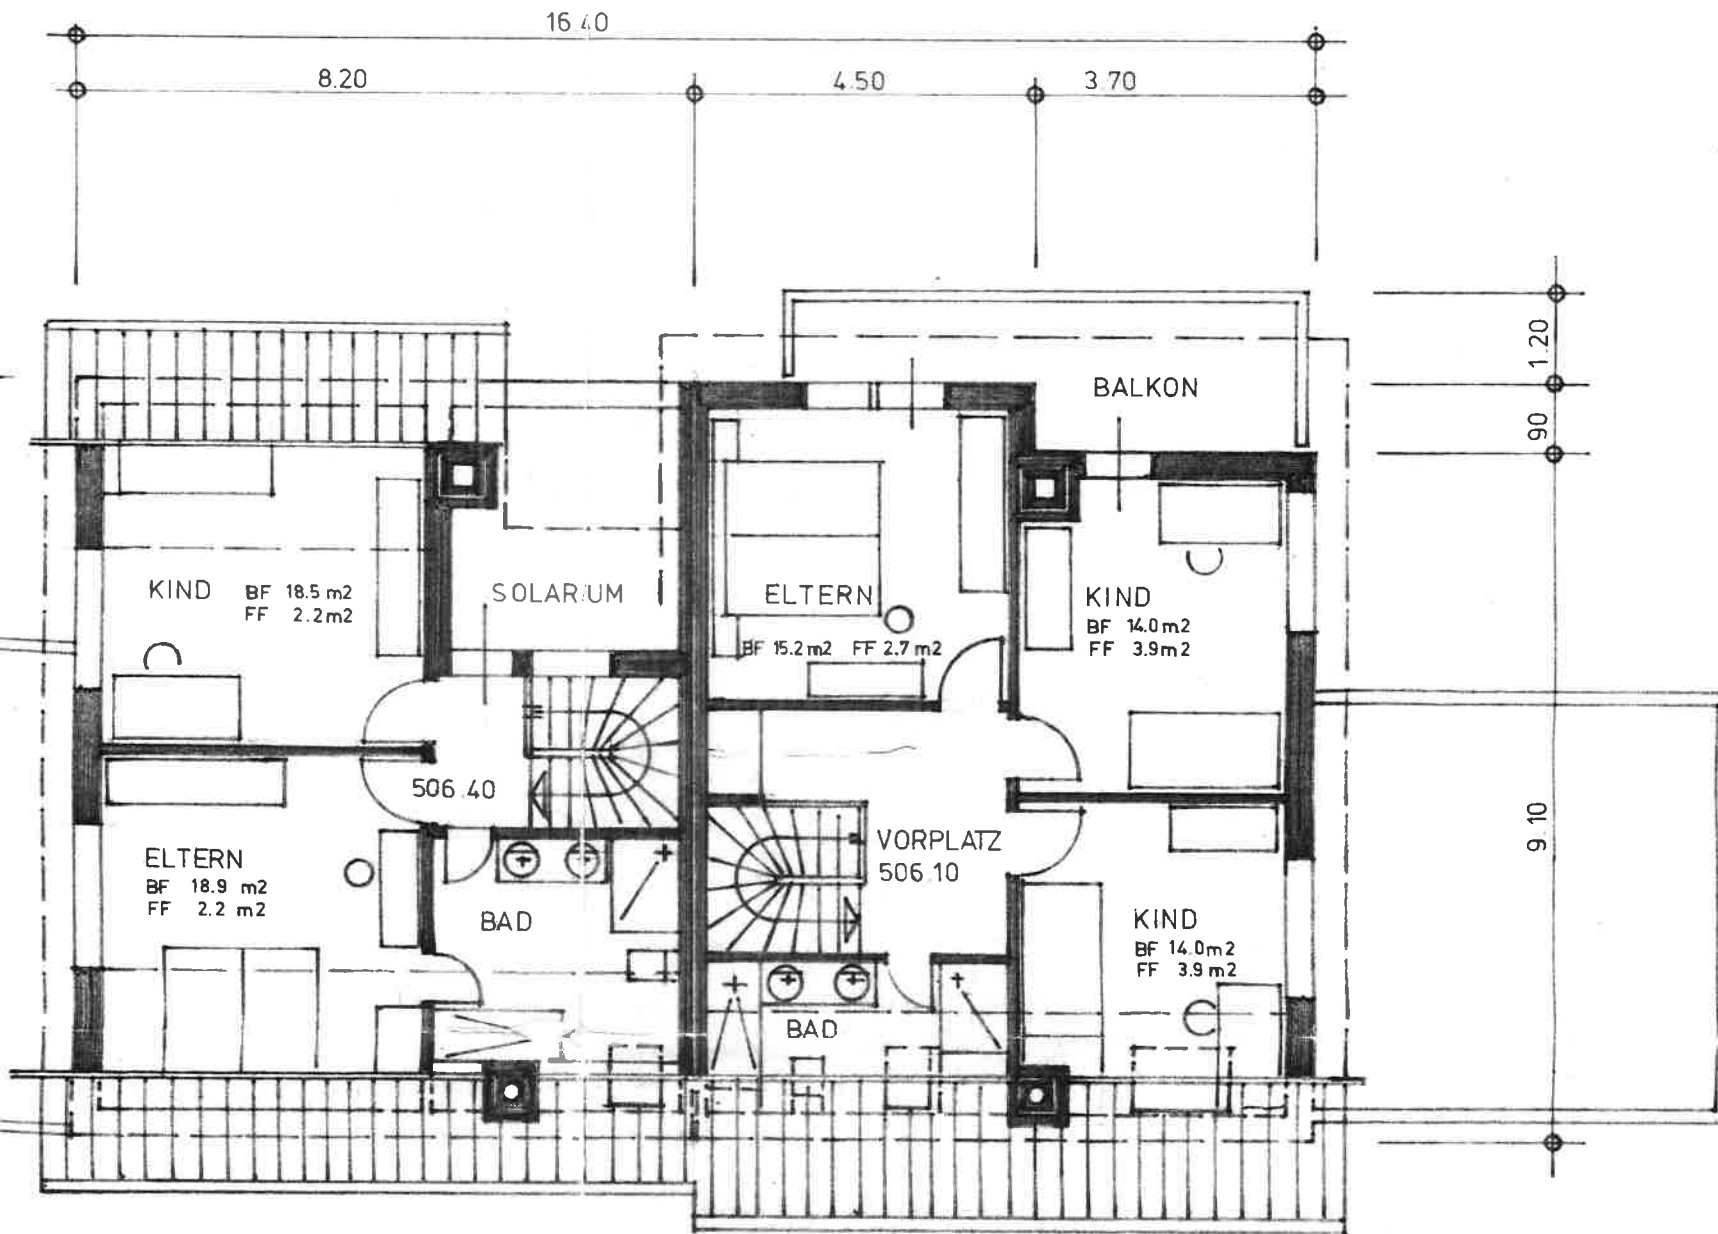 16.40
8.20
4.50
3.70
1.20
90
9.10
BALKON
KIND
BF 18.5 m2
FF 2.2m2
SOLARIUM
ELTERN
BF 15.2 m2 FF 2.7 m2
KIND
BF 14.0 m2
FF 3.9 m2
506.40
VORPLATZ
506.10
ELTERN
BF 18.9 m2
FF 2.2 m2
BAD
KIND
BF 14.0 m2
FF 3.9 m2
BAD